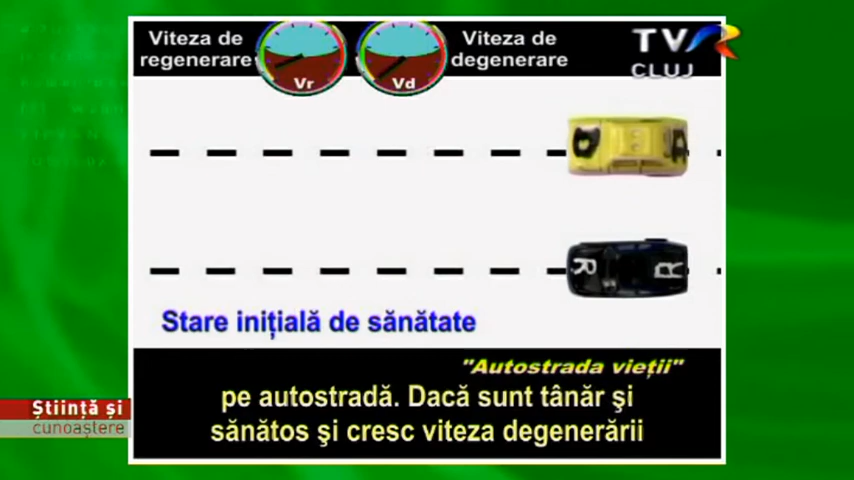 Viteza de
regenerare
Vr
Vd
Viteza de
degenerare
TVR
CLUJ
D
R R
Stare inițială de sănătate
"Autostrada vieții"
pe autostradă. Dacă sunt tânăr şi
sănătos şi cresc viteza degenerării
Știință și
cunoaștere